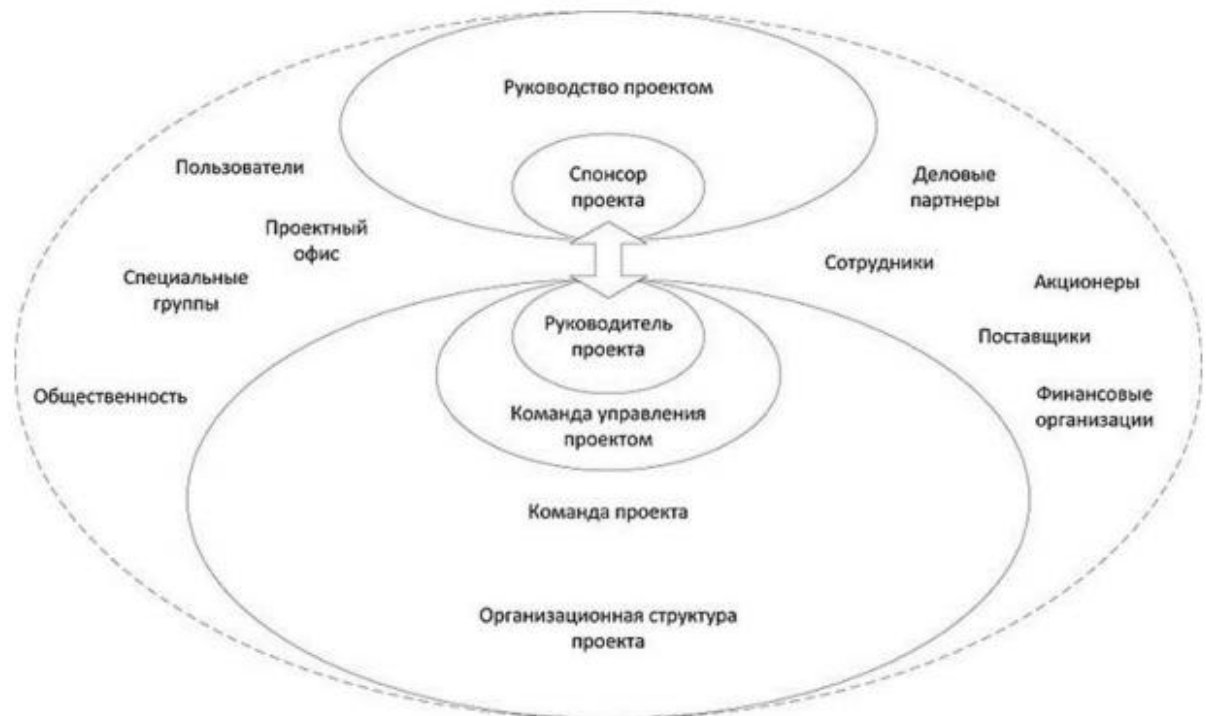 Руководство проектом
Пользователи
Спонсор
проекта
Деловые
партнеры
Проектный
офис
Сотрудники
Специальные
группы
Акционеры
Руководитель
проекта
Поставщики
Общественность
Финансовые
организации
Команда управления
проектом
Команда проекта
Организационная структура
проекта